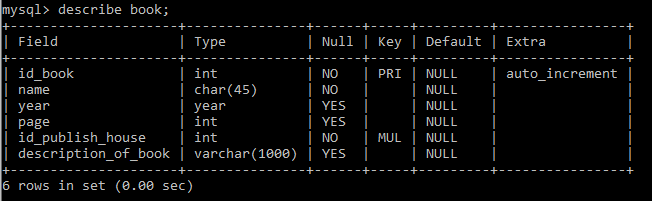 mysql> describe book;
+---------------------+---------------+------+-----+---------+----------------+
| Field               | Type          | Null | Key | Default | Extra          |
+---------------------+---------------+------+-----+---------+----------------+
| id_book             | int           | NO   | PRI | NULL    | auto_increment |
| name                | char(45)      | NO   |     | NULL    |                |
| year                | year          | YES  |     | NULL    |                |
| page                | int           | YES  |     | NULL    |                |
| id_publish_house    | int           | NO   | MUL | NULL    |                |
| description_of_book | varchar(1000) | YES  |     | NULL    |                |
+---------------------+---------------+------+-----+---------+----------------+
6 rows in set (0.00 sec)